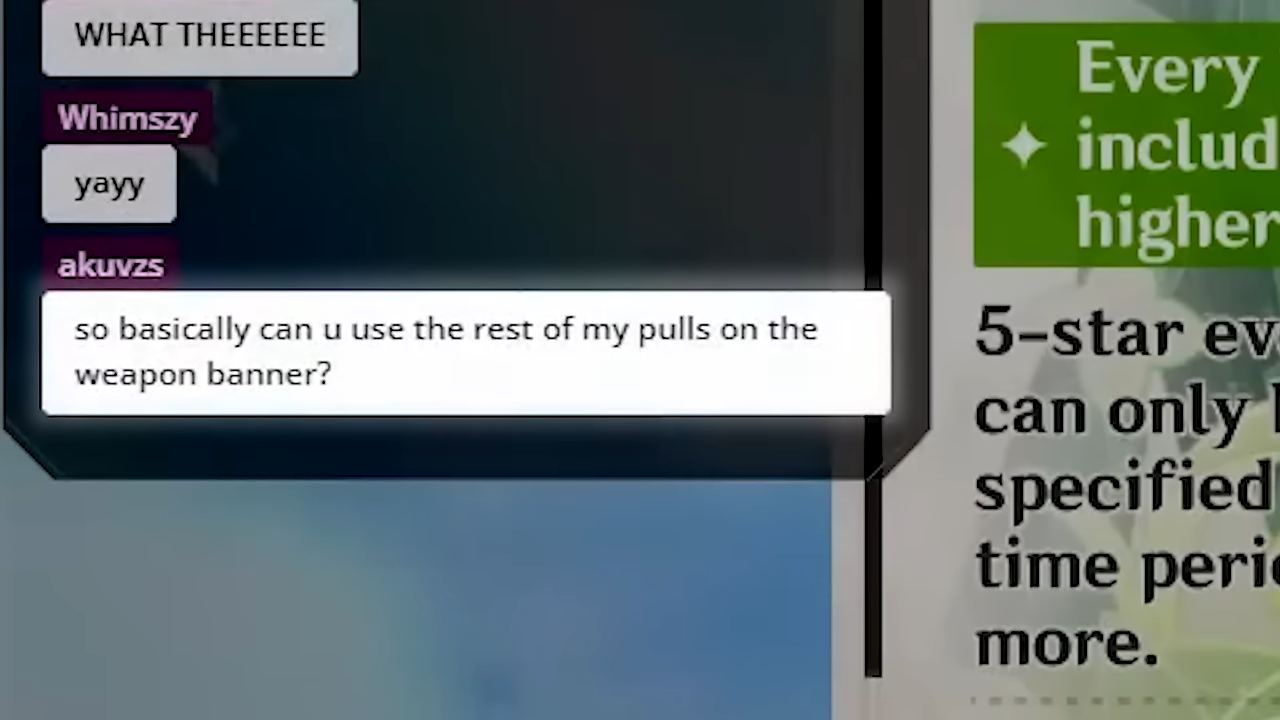 WHAT THEEEEEE
Whimszy
yayy
akuvzs
so basically can u use the rest of my pulls on the
weapon banner?
Every
includ
higher
5-star ev
can only
specified
time peri
more.